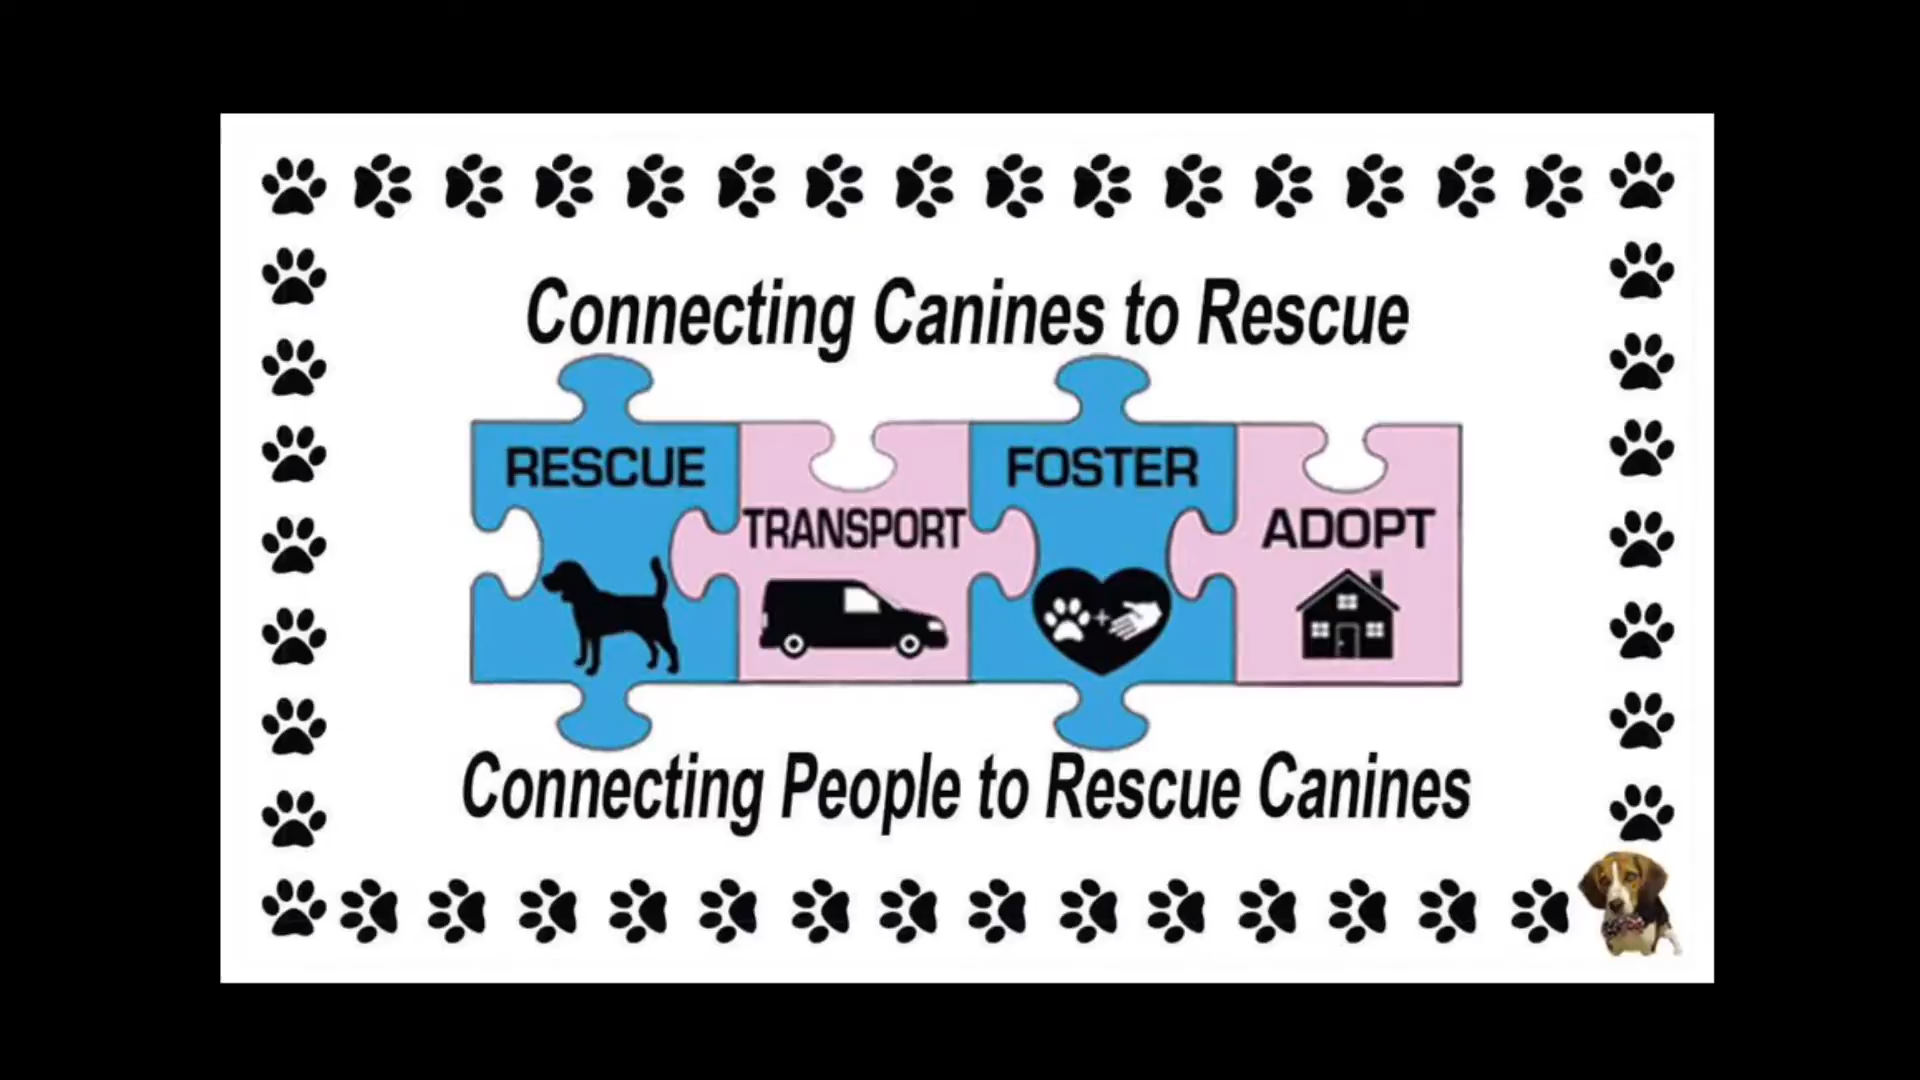 Connecting Canines to Rescue
RESCUE
TRANSPORT
FOSTER
ADOPT
Connecting People to Rescue Canines